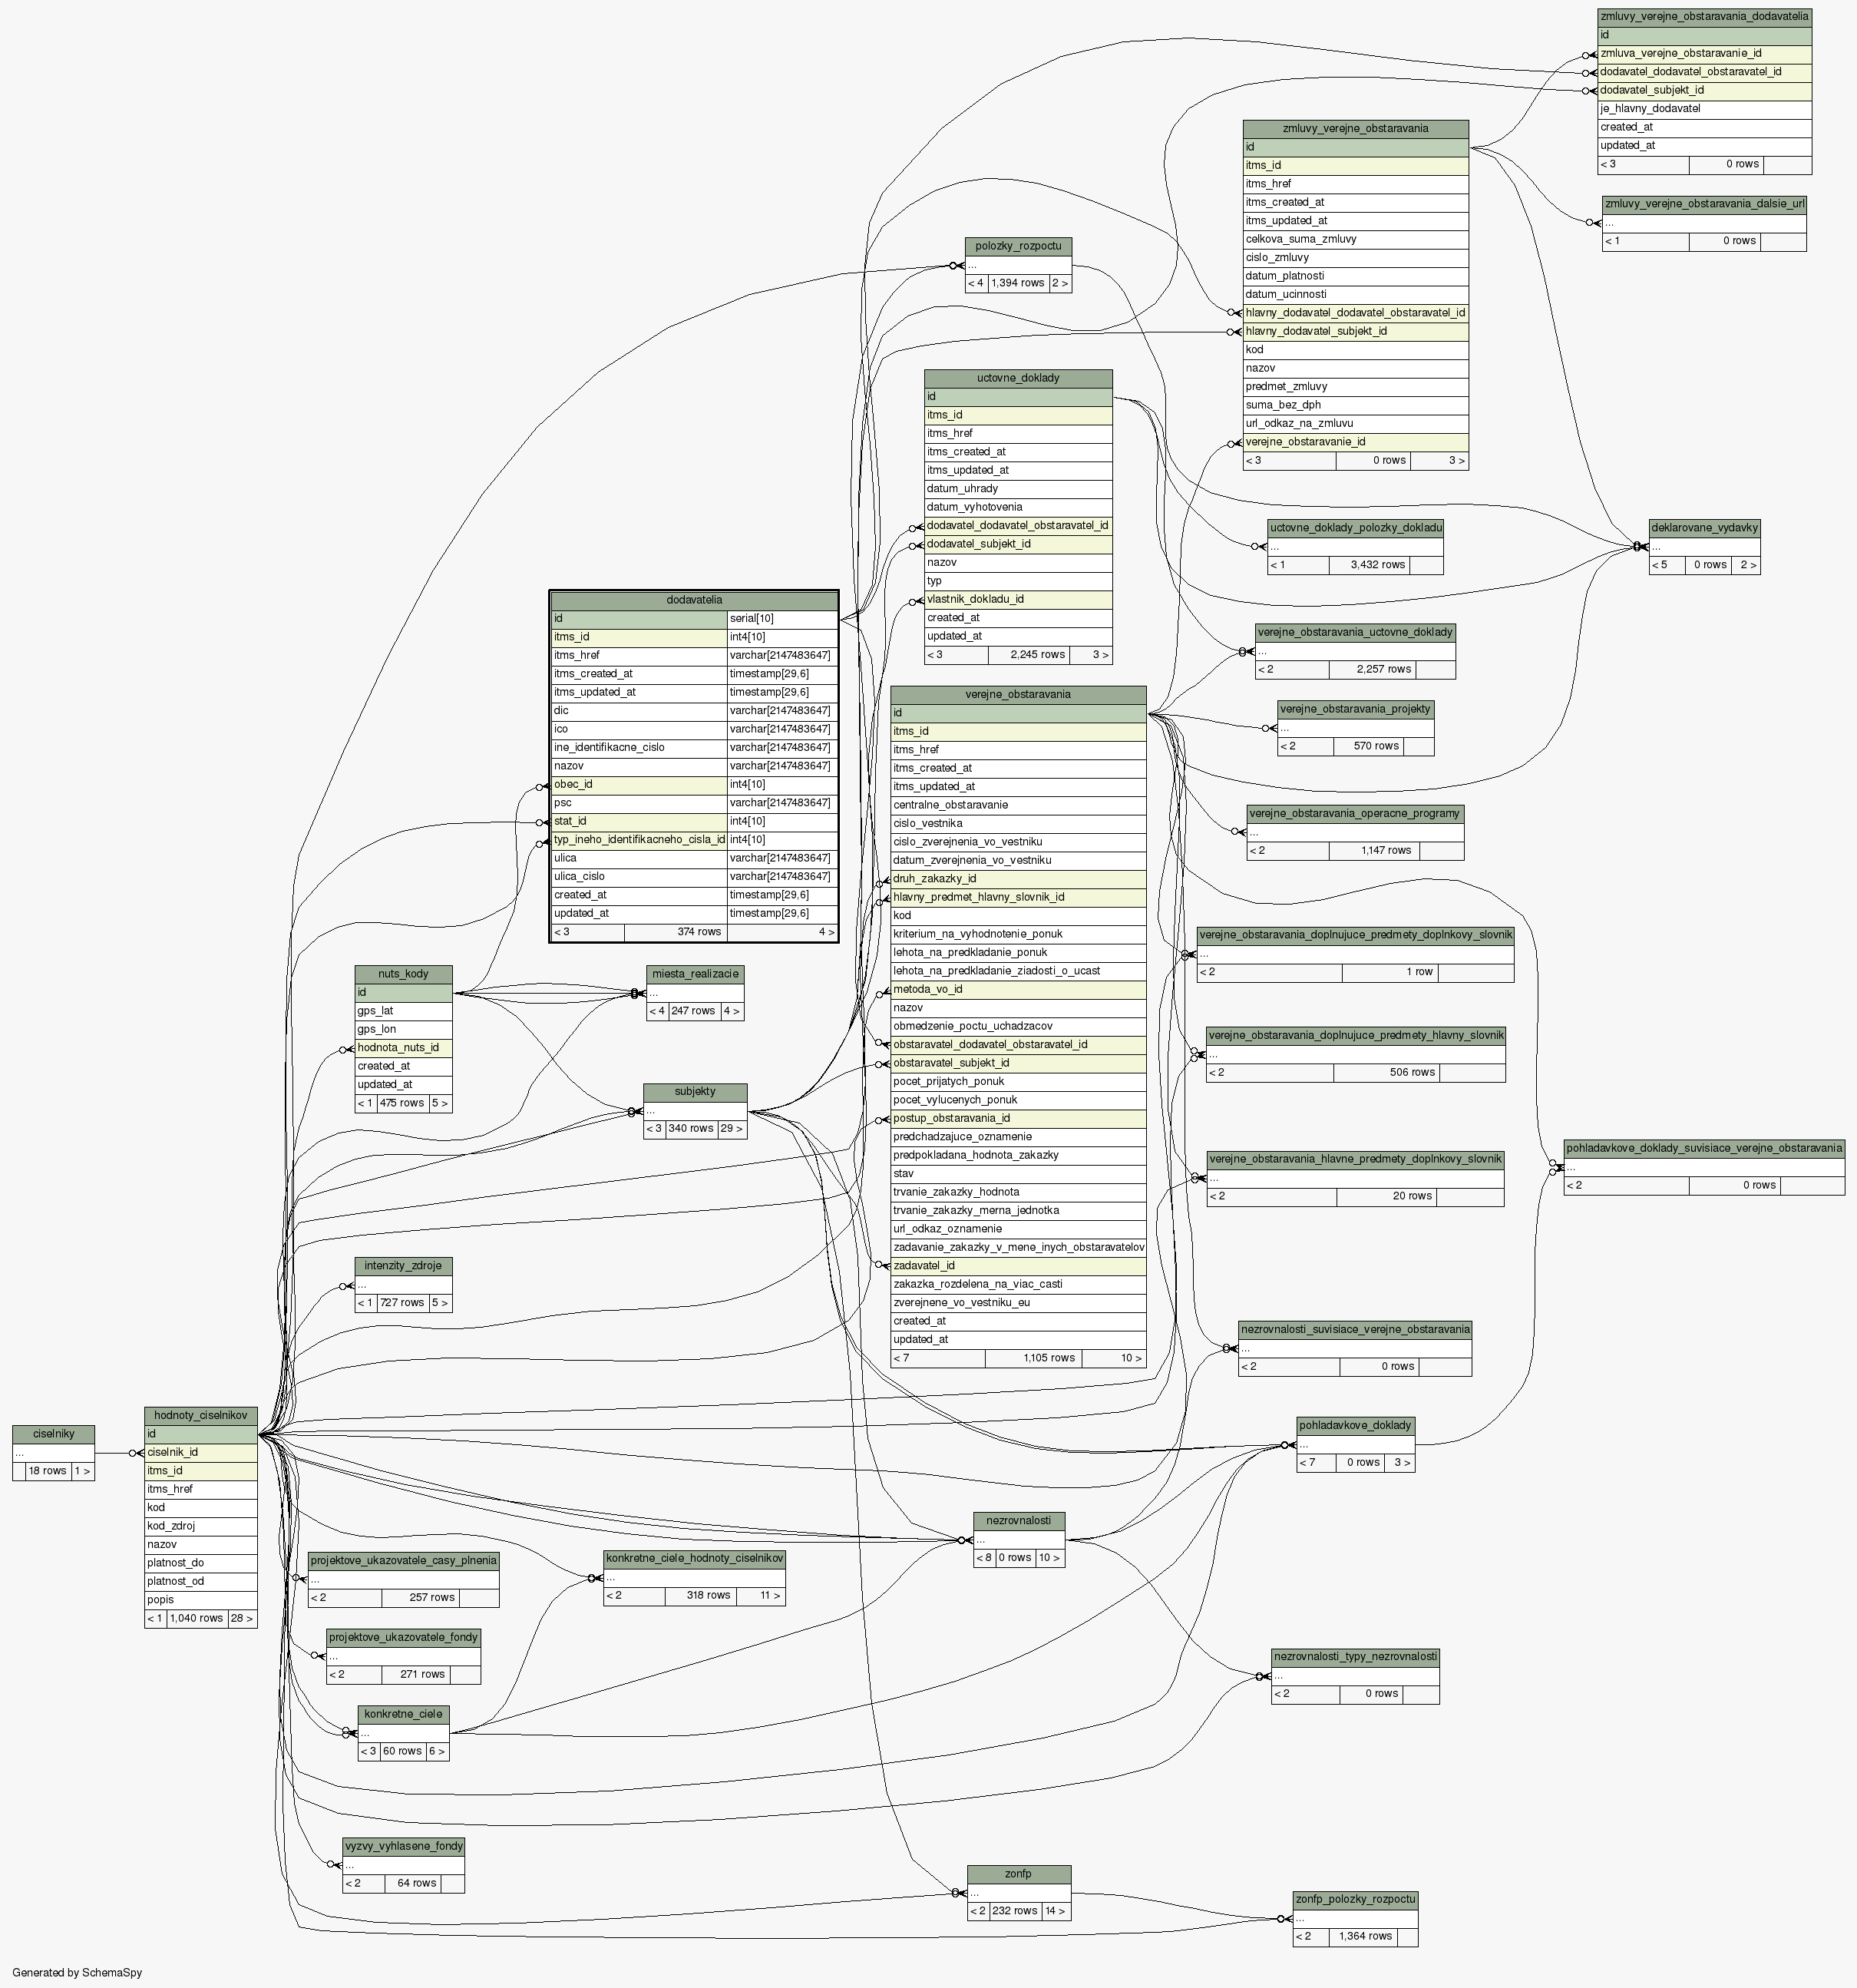 zmluvy_verejne_obstaravania_dodavatelia
id
zmluva_verejne_obstaravanie_id
dodavatel_dodavatel_obstaravatel_id
dodavatel_subjekt_id
je_hlavny_dodavatel
created_at
updated_at
< 3 0 rows
zmluvy_verejne_obstaravania
id
itms_id
itms_href
itms_created_at
itms_updated_at
celkova_suma_zmluvy
cislo_zmluvy
datum_platnosti
datum_ucinnosti
hlavny_dodavatel_dodavatel_obstaravatel_id
hlavny_dodavatel_subjekt_id
kod
nazov
predmet_zmluvy
suma_bez_dph
url_odkaz_na_zmluvu
verejne_obstaravanie_id
< 3 0 rows 3 >
zmluvy_verejne_obstaravania_dalsie_url
...
< 1 0 rows
polozky_rozpoctu
...
< 4 1,394 rows 2 >
uctovne_doklady
id
itms_id
itms_href
itms_created_at
itms_updated_at
datum_uhrady
datum_vyhotovenia
dodavatel_dodavatel_obstaravatel_id
dodavatel_subjekt_id
nazov
typ
vlastnik_dokladu_id
created_at
updated_at
< 3 2,245 rows 3 >
uctovne_doklady_polozky_dokladu
...
< 1 3,432 rows
deklarovane_vydavky
...
< 5 0 rows 2 >
dodavatelia
id serial[10]
itms_id int4[10]
itms_href varchar[2147483647]
itms_created_at timestamp[29,6]
itms_updated_at timestamp[29,6]
dic varchar[2147483647]
ico varchar[2147483647]
ine_identifikacne_cislo varchar[2147483647]
nazov varchar[2147483647]
obec_id int4[10]
psc varchar[2147483647]
stat_id int4[10]
typ_ineho_identifikacneho_cisla_id int4[10]
ulica varchar[2147483647]
ulica_cislo varchar[2147483647]
created_at timestamp[29,6]
updated_at timestamp[29,6]
< 3 374 rows 4 >
verejne_obstaravania_uctovne_doklady
...
< 2 2,257 rows
verejne_obstaravania
id
itms_id
itms_href
itms_created_at
itms_updated_at
centralne_obstaravanie
cislo_vestnika
cislo_zverejnenia_vo_vestniku
datum_zverejnenia_vo_vestniku
druh_zakazky_id
hlavny_predmet_hlavny_slovnik_id
kod
kriterium_na_vyhodnotenie_ponuk
lehota_na_predkladanie_ponuk
lehota_na_predkladanie_ziadosti_o_ucast
metoda_vo_id
nazov
obmedzenie_poctu_uchadzacov
obstaravatel_dodavatel_obstaravatel_id
obstaravatel_subjekt_id
pocet_prijatych_ponuk
pocet_vylucenych_ponuk
postup_obstaravania_id
predchadzajuce_oznamenie
predpokladana_hodnota_zakazky
stav
trvanie_zakazky_hodnota
trvanie_zakazky_merna_jednotka
url_odkaz_oznamenie
zadavanie_zakazky_v_mene_inych_obstaravatelov
zadavatel_id
zakazka_rozdelena_na_viac_casti
zverejnene_vo_vestniku_eu
created_at
updated_at
< 7 1,105 rows 10 >
verejne_obstaravania_projekty
...
< 2 570 rows
verejne_obstaravania_operacne_programy
...
< 2 1,147 rows
verejne_obstaravania_doplnujuce_predmety_doplnkovy_slovnik
...
< 2 1 row
nuts_kody
id
gps_lat
gps_lon
hodnota_nuts_id
created_at
updated_at
< 1 475 rows 5 >
miesta_realizacie
...
< 4 247 rows 4 >
verejne_obstaravania_doplnujuce_predmety_hlavny_slovnik
...
< 2 506 rows
subjekty
...
< 3 340 rows 29 >
pohladavkove_doklady_suvisiace_verejne_obstaravania
...
< 2 0 rows
verejne_obstaravania_hlavne_predmety_doplnkovy_slovnik
...
< 2 20 rows
intenzity_zdroje
...
< 1 727 rows 5 >
nezrovnalosti_suvisiace_verejne_obstaravania
...
< 2 0 rows
ciselniky
...
18 rows 1 >
hodnoty_ciselnikov
id
ciselnik_id
itms_id
itms_href
kod
kod_zdroj
nazov
platnost_do
platnost_od
popis
< 1 1,040 rows 28 >
pohladavkove_doklady
...
< 7 0 rows 3 >
nezrovnalosti
...
< 8 0 rows 10 >
projektove_ukazovatele_casy_plnenia
...
< 2 257 rows
konkretne_ciele_hodnoty_ciselnikov
...
< 2 318 rows 11 >
projektove_ukazovatele_fondy
...
< 2 271 rows
nezrovnalosti_typy_nezrovnalosti
...
< 2 0 rows
konkretne_ciele
...
< 3 60 rows 6 >
vyzvy_vyhlasene_fondy
...
< 2 64 rows
zonfp
...
< 2 232 rows 14 >
zonfp_polozky_rozpoctu
...
< 2 1,364 rows
Generated by SchemaSpy